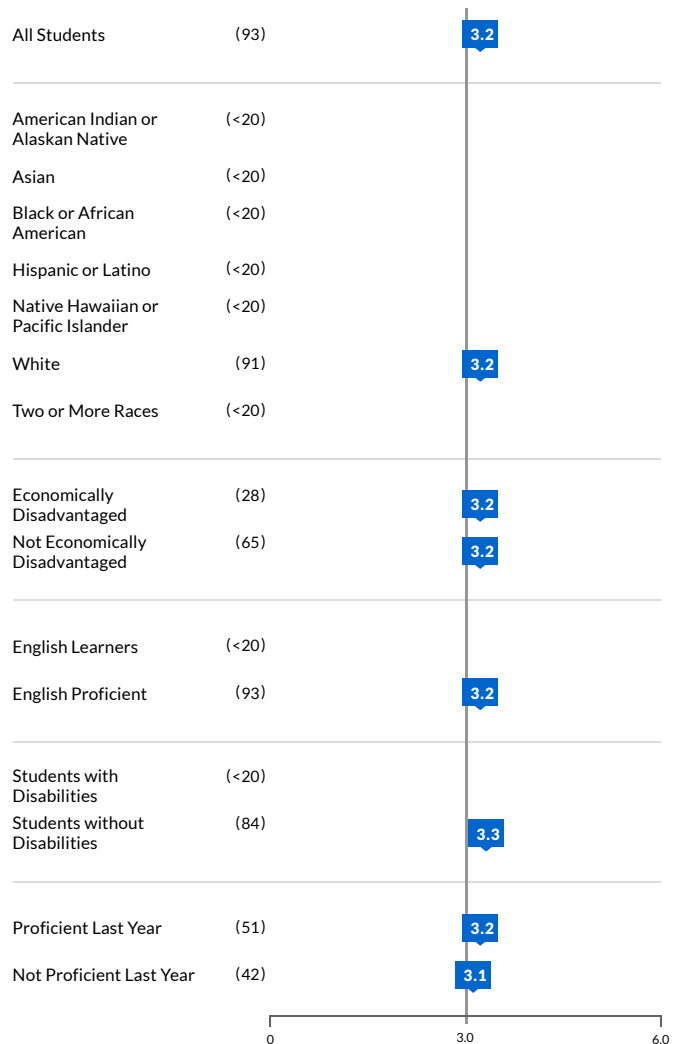 All Students (93) 3.2
American Indian or (<20)
Alaskan Native
Asian (<20)
Black or African (<20)
American
Hispanic or Latino (<20)
Native Hawaiian or (<20)
Pacific Islander
White (91) 3.2
Two or More Races (<20)
Economically (28) 3.2
Disadvantaged
Not Economically (65) 3.2
Disadvantaged
English Learners (<20)
English Proficient (93) 3.2
Students with (<20)
Disabilities
Students without (84) 3.3
Disabilities
Proficient Last Year (51) 3.2
Not Proficient Last Year (42) 3.1
0 3.0 6.0